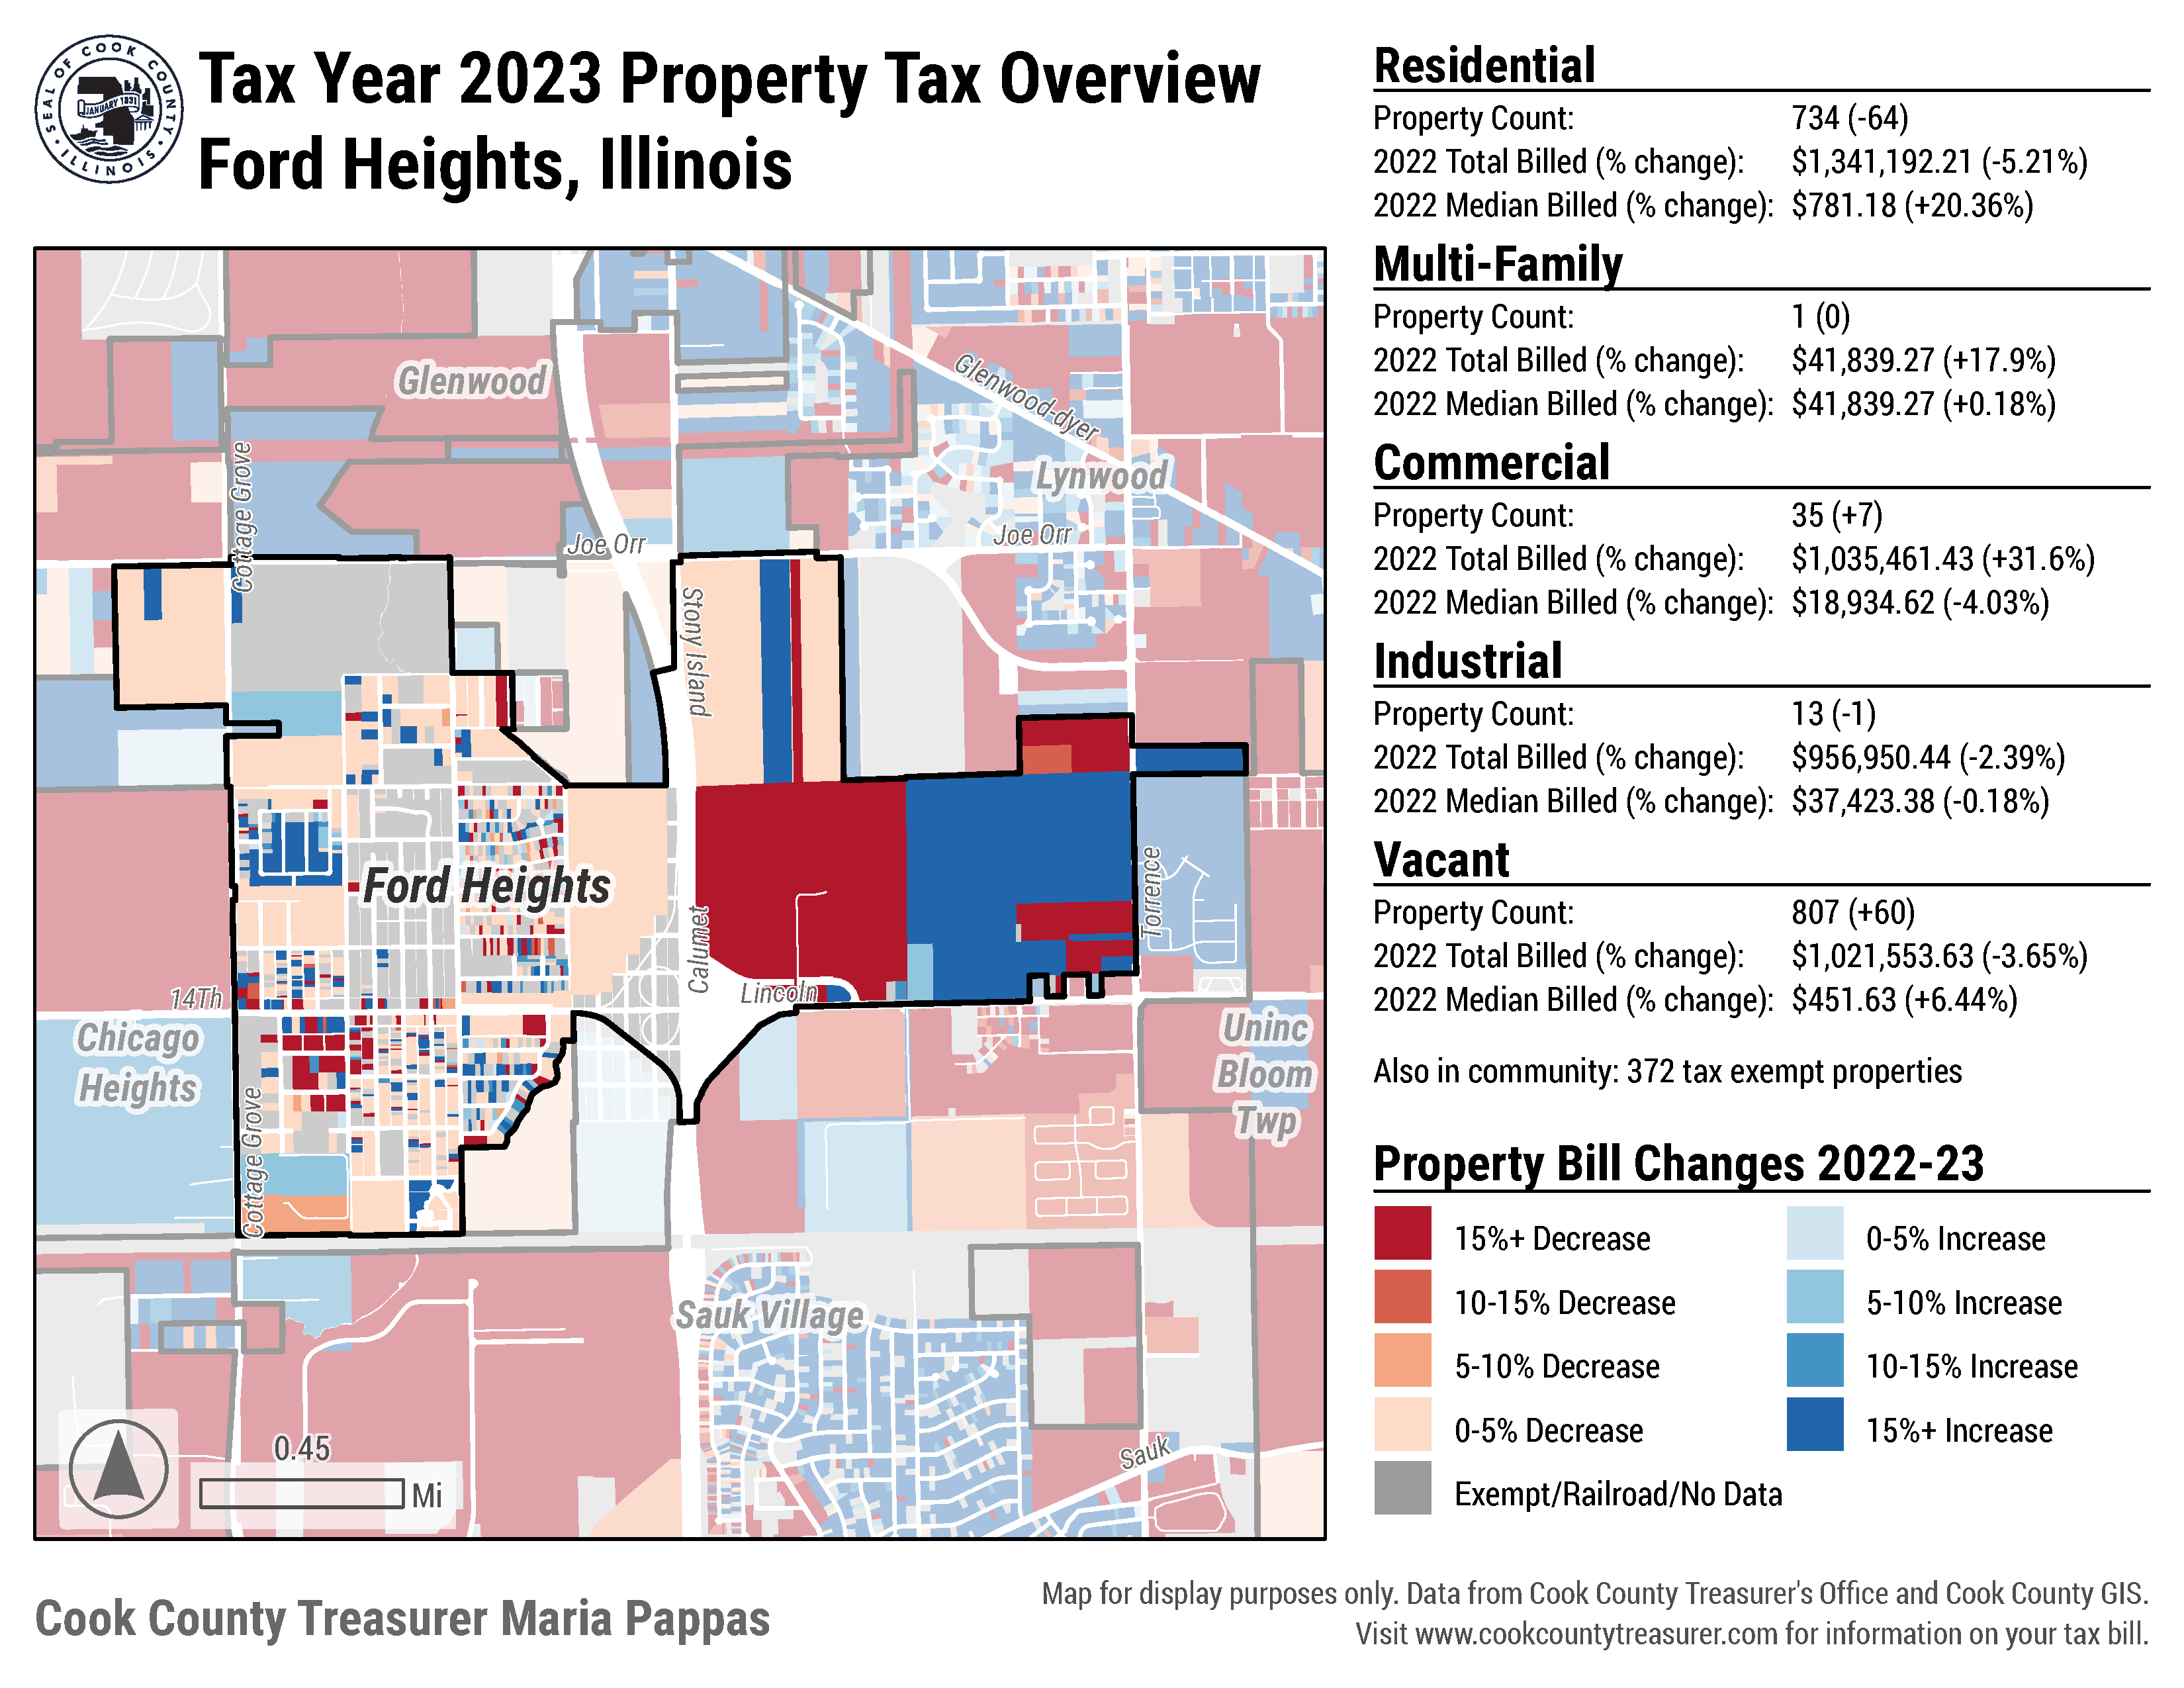 SEAL OF COOK COUNTY ILLINOIS
JANUARY 1831
Tax Year 2023 Property Tax Overview
Ford Heights, Illinois
Glenwood
Glenwood-dyer
Cottage Grove
Lynwood
Joe Orr
Joe Orr
Stony Island
Ford Heights
Torrence
Calumet
14Th
Lincoln
Chicago
Heights
Uninc
Bloom
Twp
Cottage Grove
Sauk Village
Sauk
0.45
Mi
Residential
Property Count: 734 (-64)
2022 Total Billed (% change): $1,341,192.21 (-5.21%)
2022 Median Billed (% change): $781.18 (+20.36%)
Multi-Family
Property Count: 1 (0)
2022 Total Billed (% change): $41,839.27 (+17.9%)
2022 Median Billed (% change): $41,839.27 (+0.18%)
Commercial
Property Count: 35 (+7)
2022 Total Billed (% change): $1,035,461.43 (+31.6%)
2022 Median Billed (% change): $18,934.62 (-4.03%)
Industrial
Property Count: 13 (-1)
2022 Total Billed (% change): $956,950.44 (-2.39%)
2022 Median Billed (% change): $37,423.38 (-0.18%)
Vacant
Property Count: 807 (+60)
2022 Total Billed (% change): $1,021,553.63 (-3.65%)
2022 Median Billed (% change): $451.63 (+6.44%)
Also in community: 372 tax exempt properties
Property Bill Changes 2022-23
15%+ Decrease
0-5% Increase
10-15% Decrease
5-10% Increase
5-10% Decrease
10-15% Increase
0-5% Decrease
15%+ Increase
Exempt/Railroad/No Data
Cook County Treasurer Maria Pappas
Map for display purposes only. Data from Cook County Treasurer's Office and Cook County GIS.
Visit www.cookcountytreasurer.com for information on your tax bill.